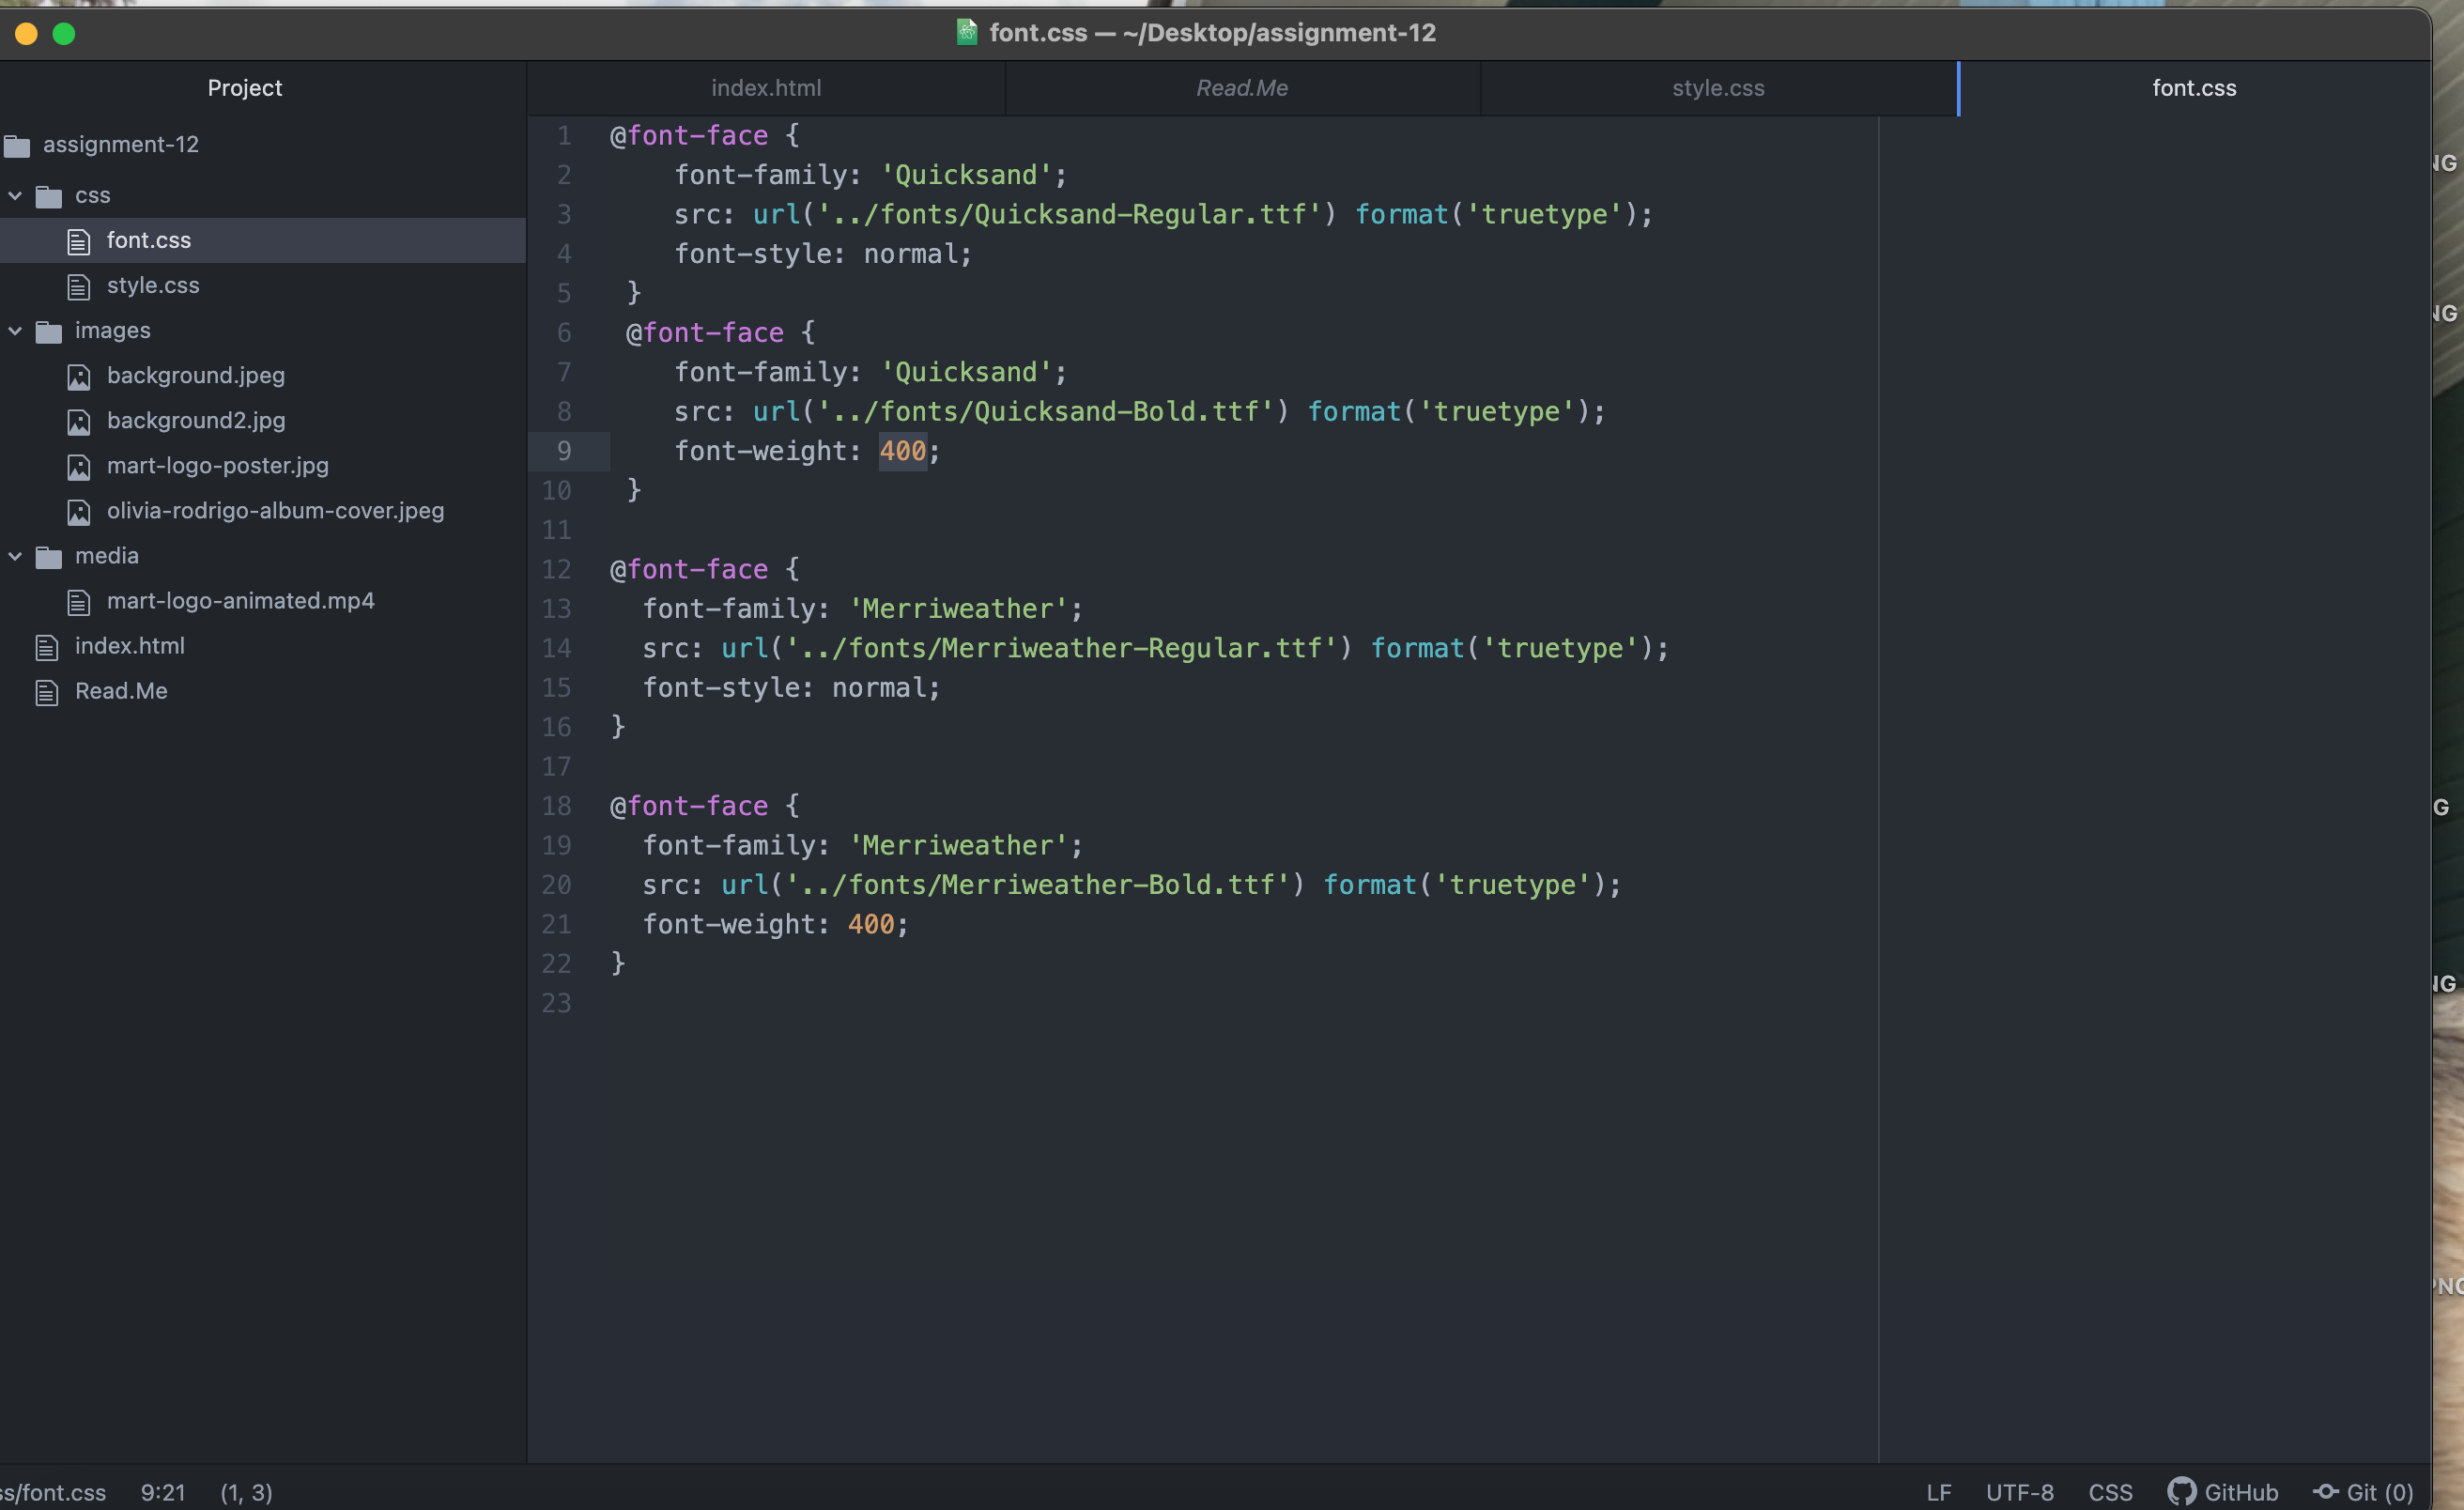 font.css — ~/Desktop/assignment-12
Project
index.html
Read.Me
style.css
font.css
assignment-12
css
font.css
style.css
images
background.jpeg
background2.jpg
mart-logo-poster.jpg
olivia-rodrigo-album-cover.jpeg
media
mart-logo-animated.mp4
index.html
Read.Me
1 @font-face {
2 font-family: 'Quicksand';
3 src: url('../fonts/Quicksand-Regular.ttf') format('truetype');
4 font-style: normal;
5 }
6 @font-face {
7 font-family: 'Quicksand';
8 src: url('../fonts/Quicksand-Bold.ttf') format('truetype');
9 font-weight: 400;
10 }
11
12 @font-face {
13 font-family: 'Merriweather';
14 src: url('../fonts/Merriweather-Regular.ttf') format('truetype');
15 font-style: normal;
16 }
17
18 @font-face {
19 font-family: 'Merriweather';
20 src: url('../fonts/Merriweather-Bold.ttf') format('truetype');
21 font-weight: 400;
22 }
23
s/font.css 9:21 (1, 3)
LF UTF-8 CSS GitHub Git (0)